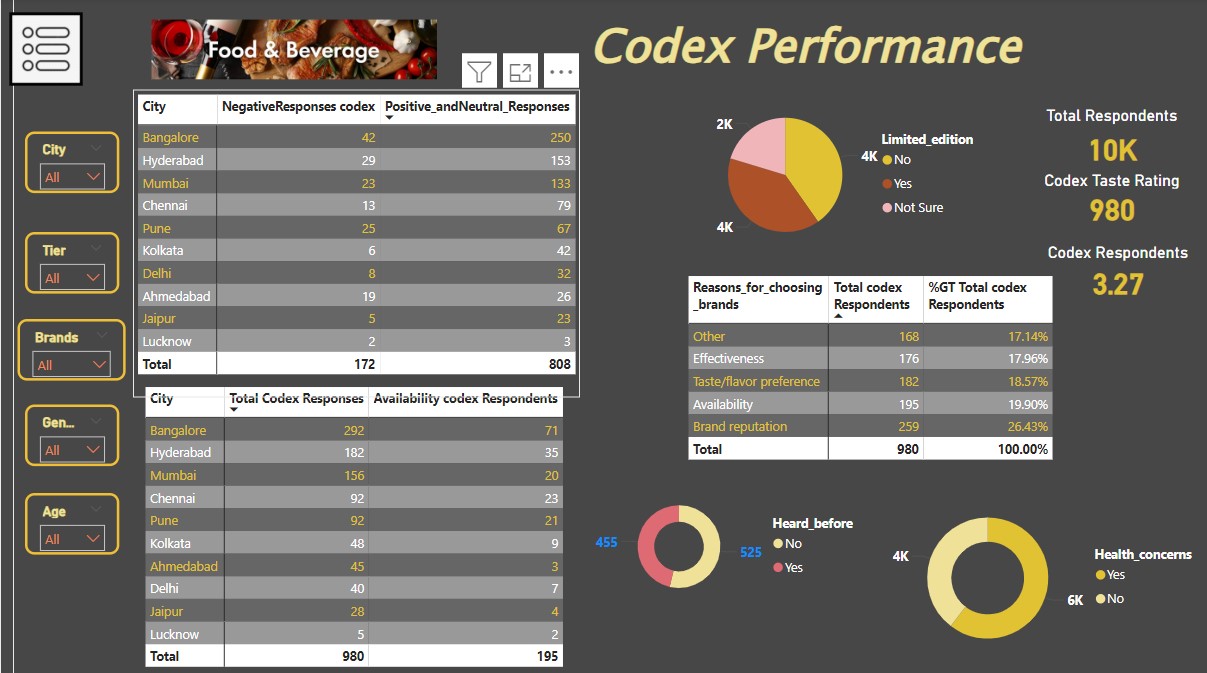 Food & Beverage
Codex Performance
City
All
Tier
All
Brands
All
Gen...
All
Age
All
City NegativeResponses codex Positive_andNeutral_Responses
Bangalore 42 250
Hyderabad 29 153
Mumbai 23 133
Chennai 13 79
Pune 25 67
Kolkata 6 42
Delhi 8 32
Ahmedabad 19 26
Jaipur 5 23
Lucknow 2 3
Total 172 808
City Total Codex Responses Availability codex Respondents
Bangalore 292 71
Hyderabad 182 35
Mumbai 156 20
Chennai 92 23
Pune 92 21
Kolkata 48 9
Ahmedabad 45 3
Delhi 40 7
Jaipur 28 4
Lucknow 5 2
Total 980 195
2K
4K
4K
Limited_edition
No
Yes
Not Sure
Total Respondents
10K
Codex Taste Rating
980
Codex Respondents
3.27
Reasons_for_choosing Total codex %GT Total codex
_brands Respondents Respondents
Other 168 17.14%
Effectiveness 176 17.96%
Taste/flavor preference 182 18.57%
Availability 195 19.90%
Brand reputation 259 26.43%
Total 980 100.00%
455
525
Heard_before
No
Yes
4K
6K
Health_concerns
Yes
No